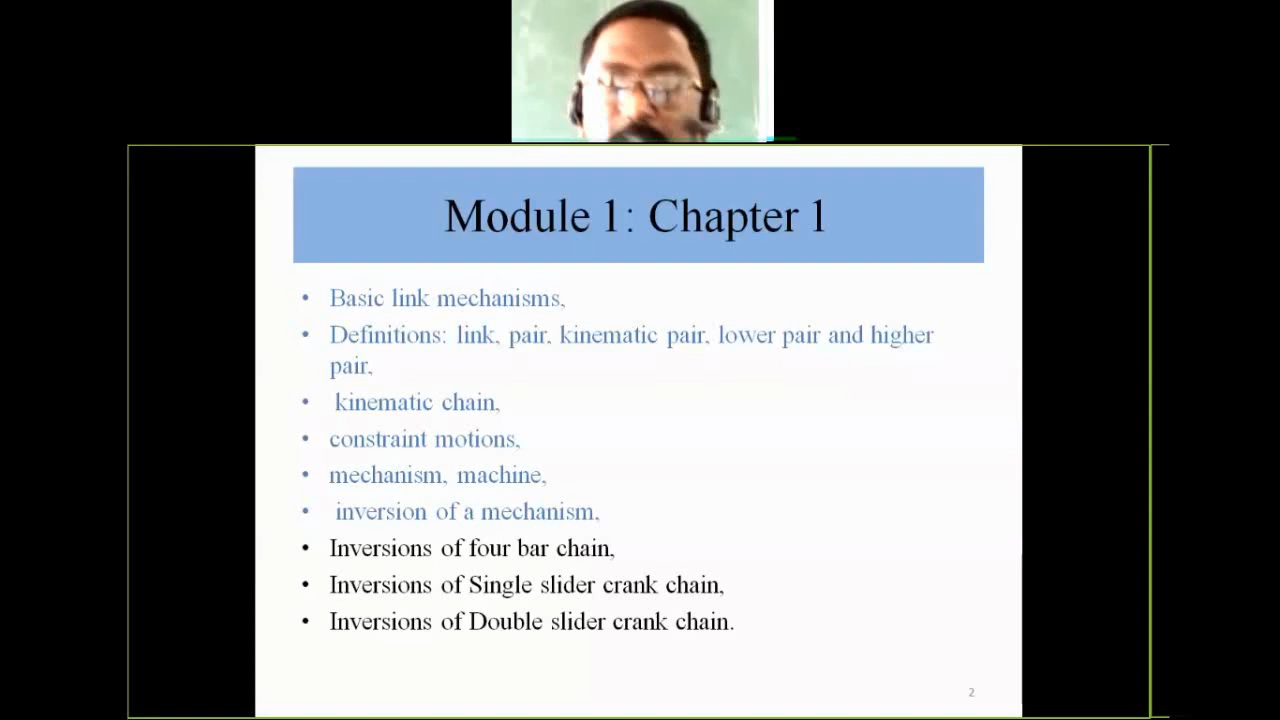 Module 1: Chapter 1
• Basic link mechanisms,
• Definitions: link, pair, kinematic pair, lower pair and higher
pair,
• kinematic chain,
• constraint motions,
• mechanism, machine,
• inversion of a mechanism,
• Inversions of four bar chain,
• Inversions of Single slider crank chain,
• Inversions of Double slider crank chain.
2